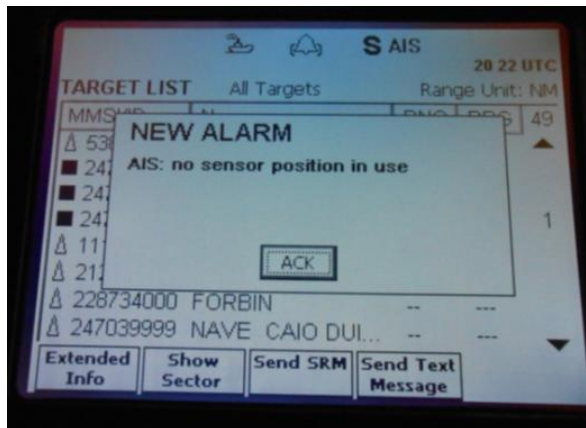 S AIS
20 22 UTC
TARGET LIST All Targets Range Unit: NM
49
NEW ALARM
AIS: no sensor position in use
1
ACK
228734000 FORBIN -- ---
247039999 NAVE CAIO DUI... -- ---
Extended Info
Show Sector
Send SRM
Send Text Message